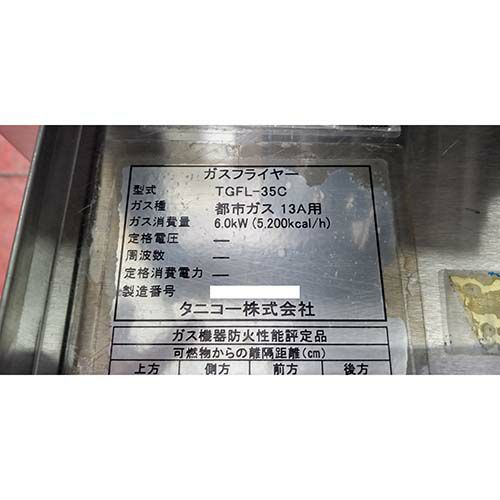 ガスフライヤー
型式 TGFL-35C
ガス種 都市ガス 13A用
ガス消費量 6.0kW(5,200kcal/h)
定格電圧 —
周波数 —
定格消費電力 —
製造番号
タニコー株式会社
ガス機器防火性能評定品
可燃物からの離隔距離(cm)
上方 側方 前方 後方